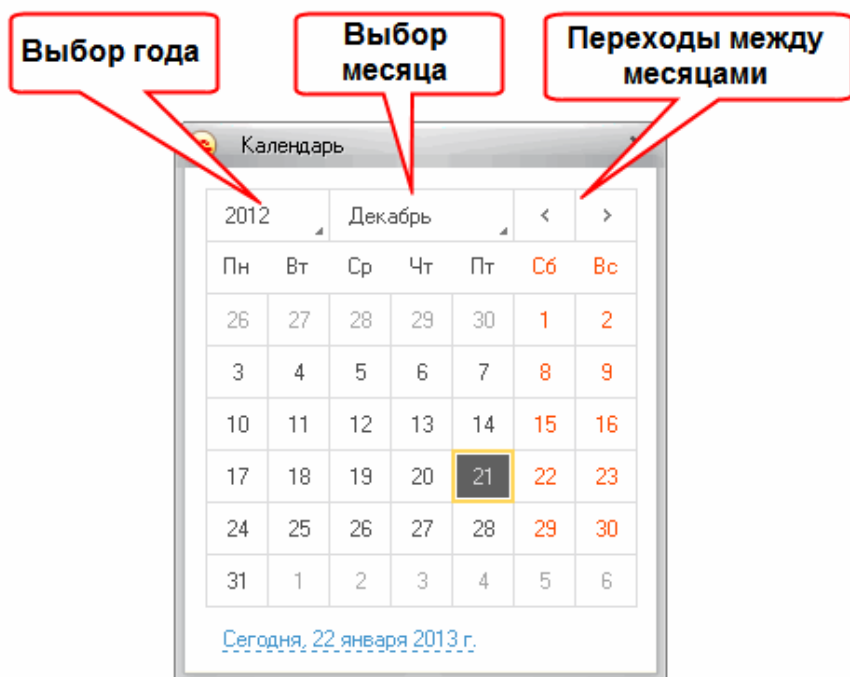 Выбор года
Выбор
месяца
Переходы между
месяцами
Календарь
2012 Декабрь < >
Пн Вт Ср Чт Пт Сб Вс
26 27 28 29 30 1 2
3 4 5 6 7 8 9
10 11 12 13 14 15 16
17 18 19 20 21 22 23
24 25 26 27 28 29 30
31 1 2 3 4 5 6
Сегодня, 22 января 2013 г.